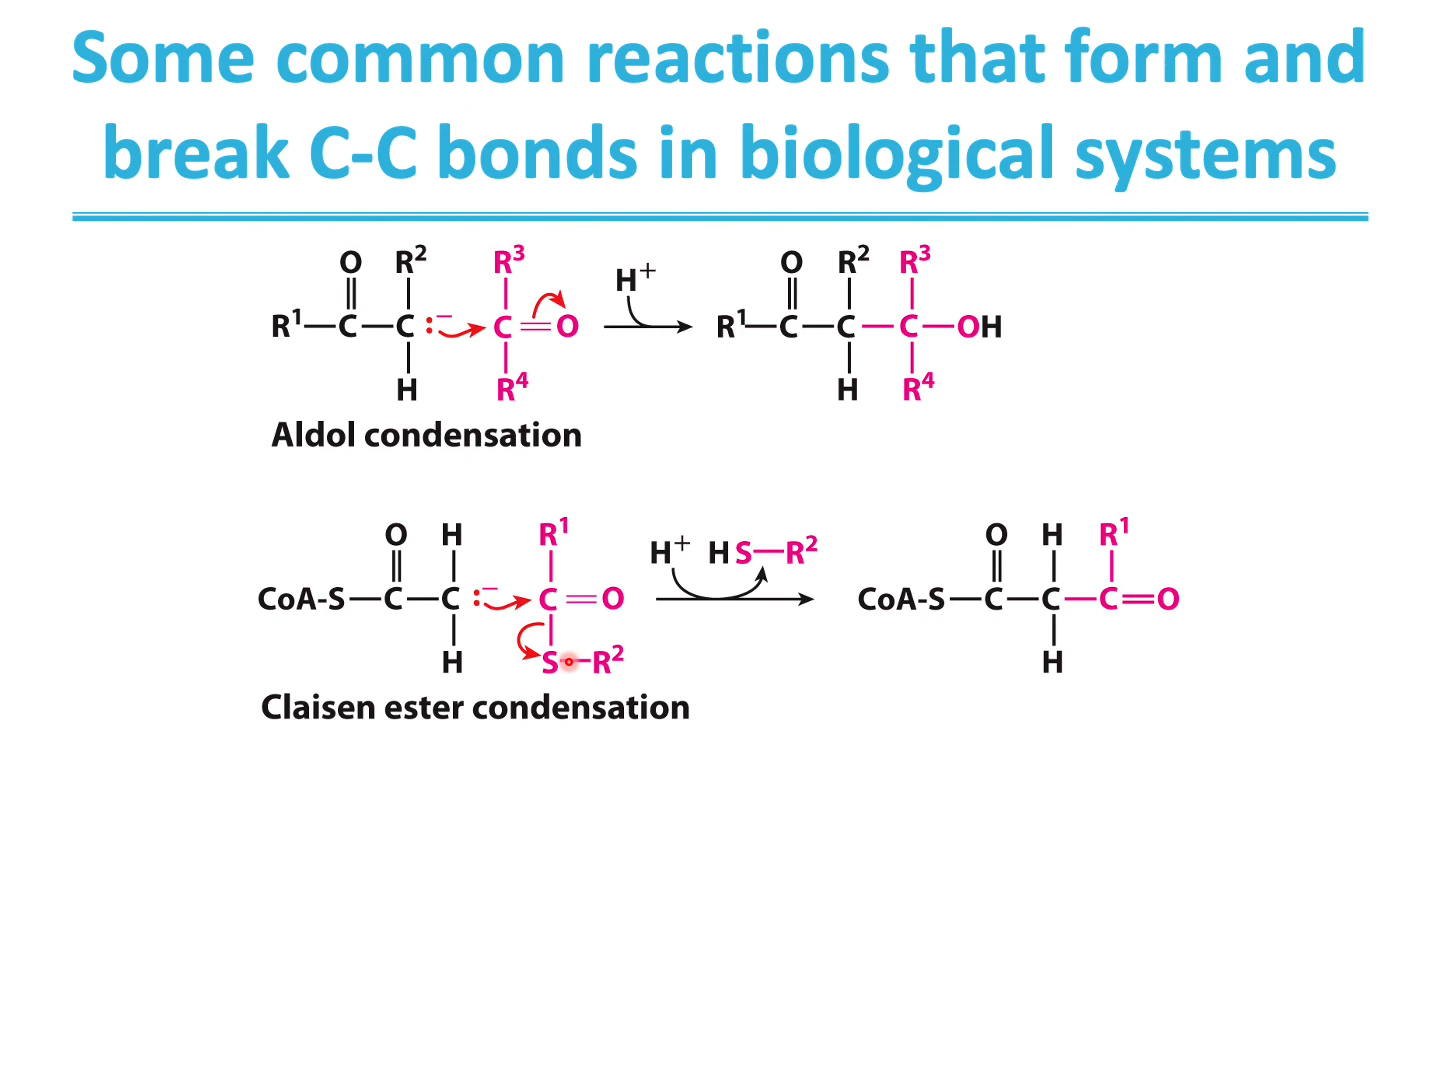 Some common reactions that form and
break C-C bonds in biological systems
O R² R³ H⁺ O R² R³
R¹—C—C:⁻ C=O R¹—C—C—C—OH
H R⁴ H R⁴
Aldol condensation
O H R¹ H⁺ HS—R² O H R¹
CoA-S—C—C:⁻ C=O CoA-S—C—C—C=O
H S—R² H
Claisen ester condensation